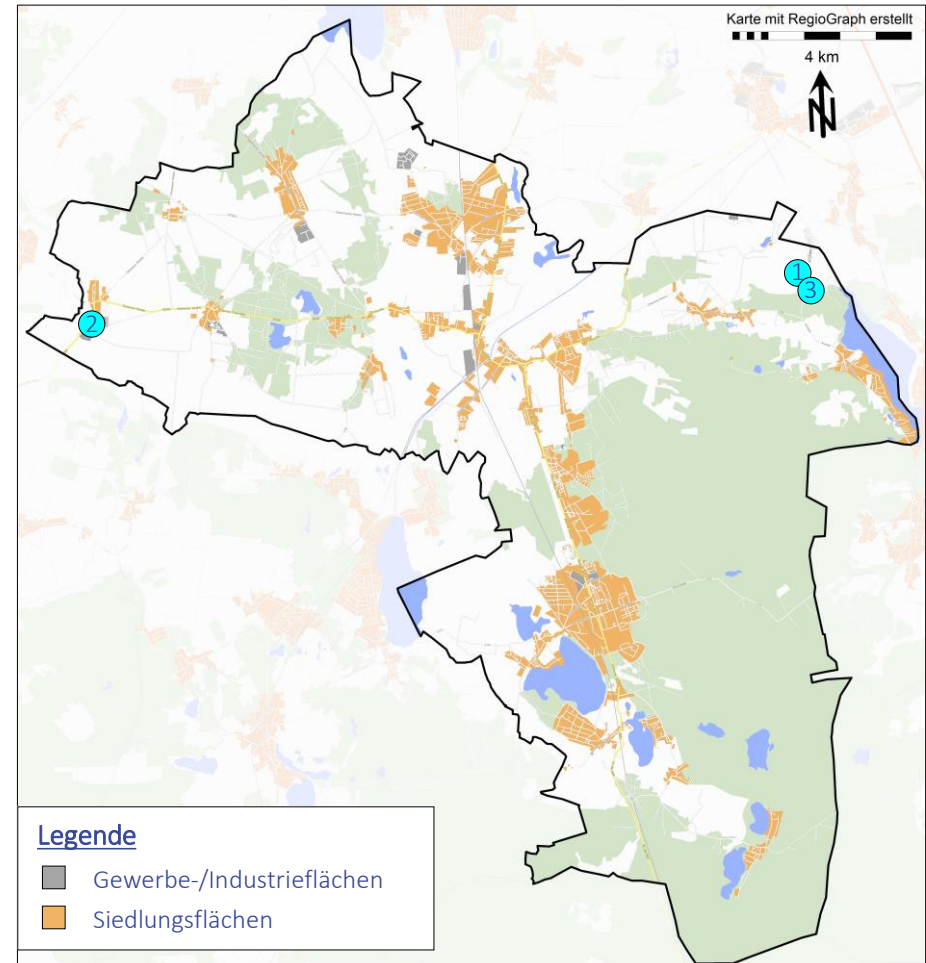 Karte mit RegioGraph erstellt
4 km
N
1
3
2
Legende
Gewerbe-/Industrieflächen
Siedlungsflächen